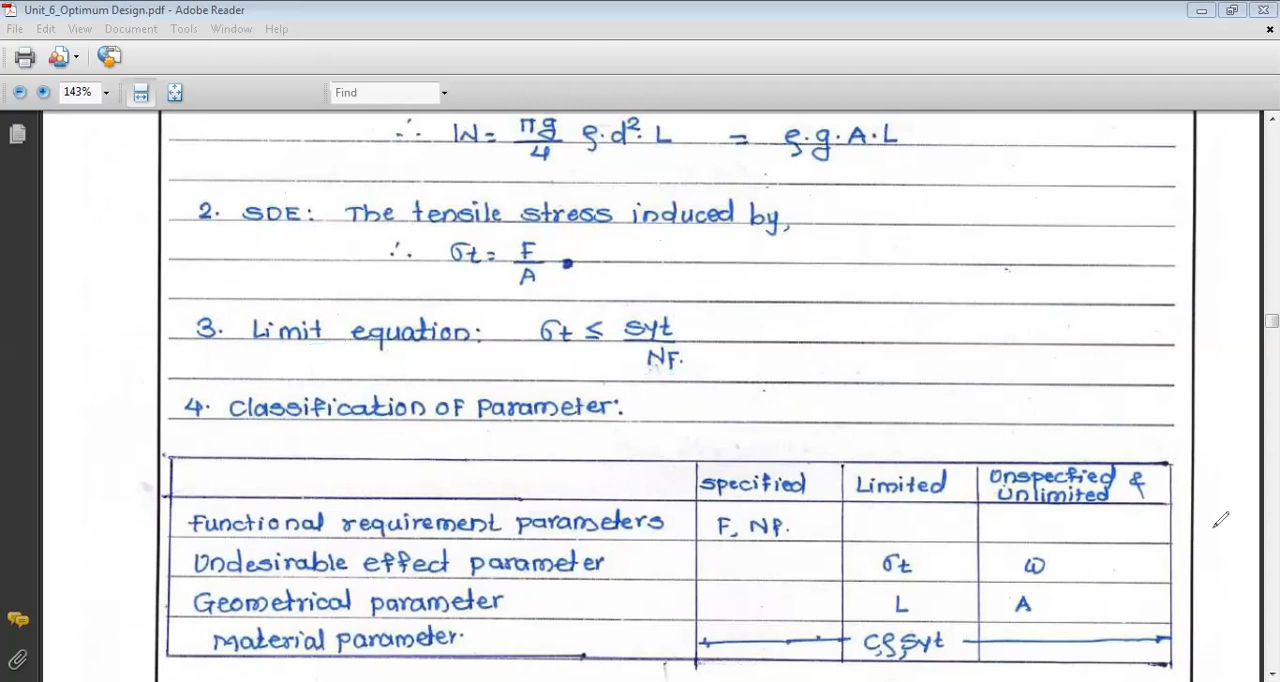 Unit_6_Optimum Design.pdf - Adobe Reader
File Edit View Document Tools Window Help
143% Find
∴ W = πg/4 ρ·d²·L = ρ·g·A·L
2. SDE: The tensile stress induced by,
∴ σt = F/A
3. Limit equation: σt ≤ Syt/NF.
4. Classification of Parameter:
Specified Limited Unspecfied & Unlimited
Functional requirement parameters F, NF.
Undesirable effect parameter σt ω
Geometrical parameter L A
Material parameter. C,ρ,Syt